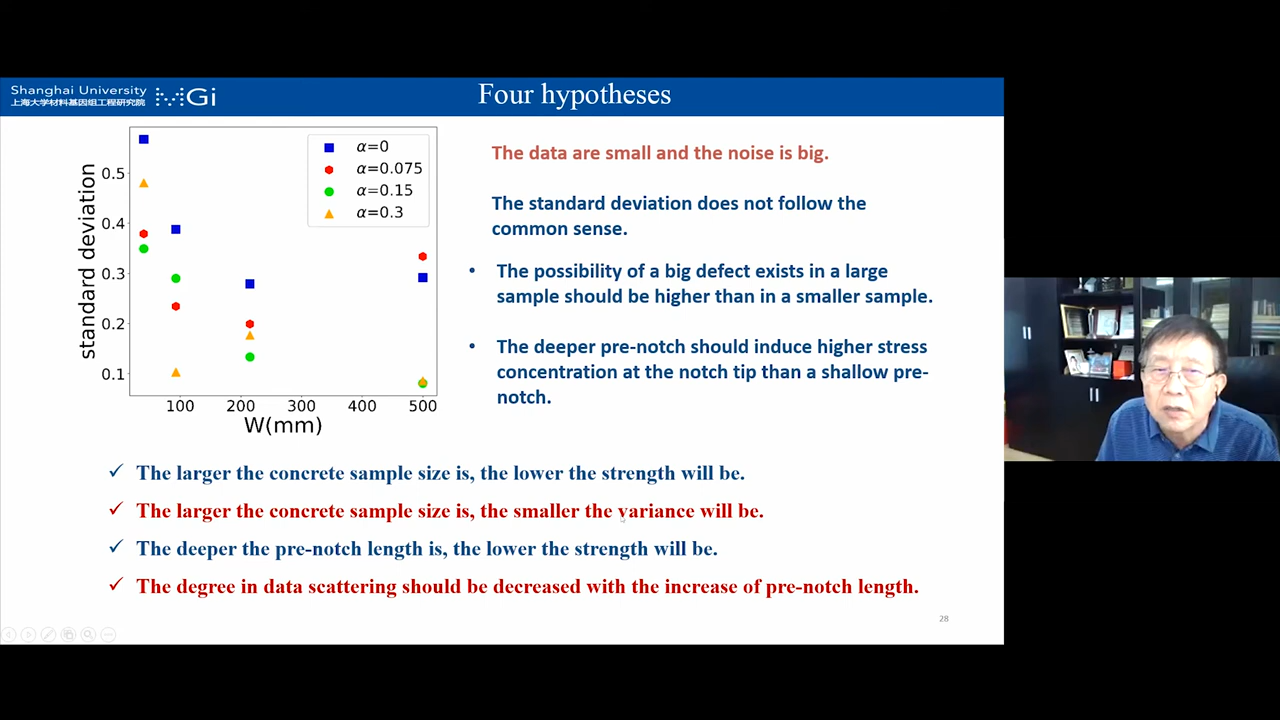 Shanghai University
上海大学材料基因组工程研究院
MGi
Four hypotheses
standard deviation
0.5
0.4
0.3
0.2
0.1
100
200
300
400
500
W(mm)
α=0
α=0.075
α=0.15
α=0.3
The data are small and the noise is big.
The standard deviation does not follow the
common sense.
• The possibility of a big defect exists in a large
sample should be higher than in a smaller sample.
• The deeper pre-notch should induce higher stress
concentration at the notch tip than a shallow pre-
notch.
✓ The larger the concrete sample size is, the lower the strength will be.
✓ The larger the concrete sample size is, the smaller the variance will be.
✓ The deeper the pre-notch length is, the lower the strength will be.
✓ The degree in data scattering should be decreased with the increase of pre-notch length.
28